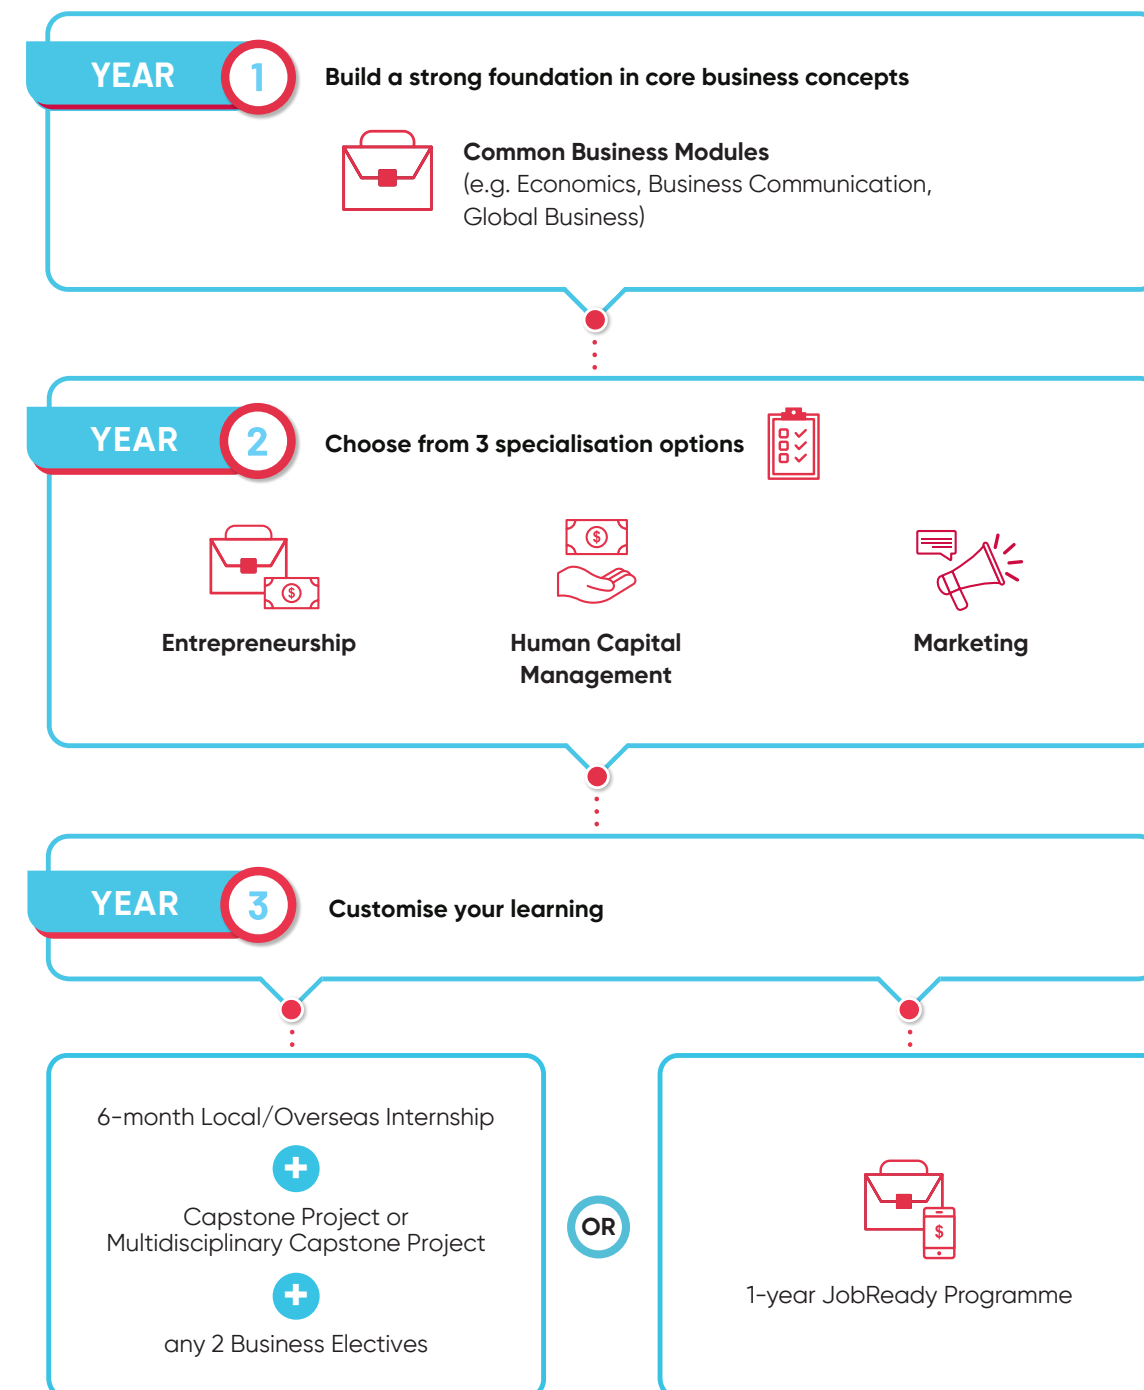 YEAR 1
Build a strong foundation in core business concepts
Common Business Modules
(e.g. Economics, Business Communication,
Global Business)
YEAR 2
Choose from 3 specialisation options
$
$
Entrepreneurship
Human Capital
Management
Marketing
YEAR 3
Customise your learning
6-month Local/Overseas Internship
+
Capstone Project or
Multidisciplinary Capstone Project
+
any 2 Business Electives
OR
$
1-year JobReady Programme